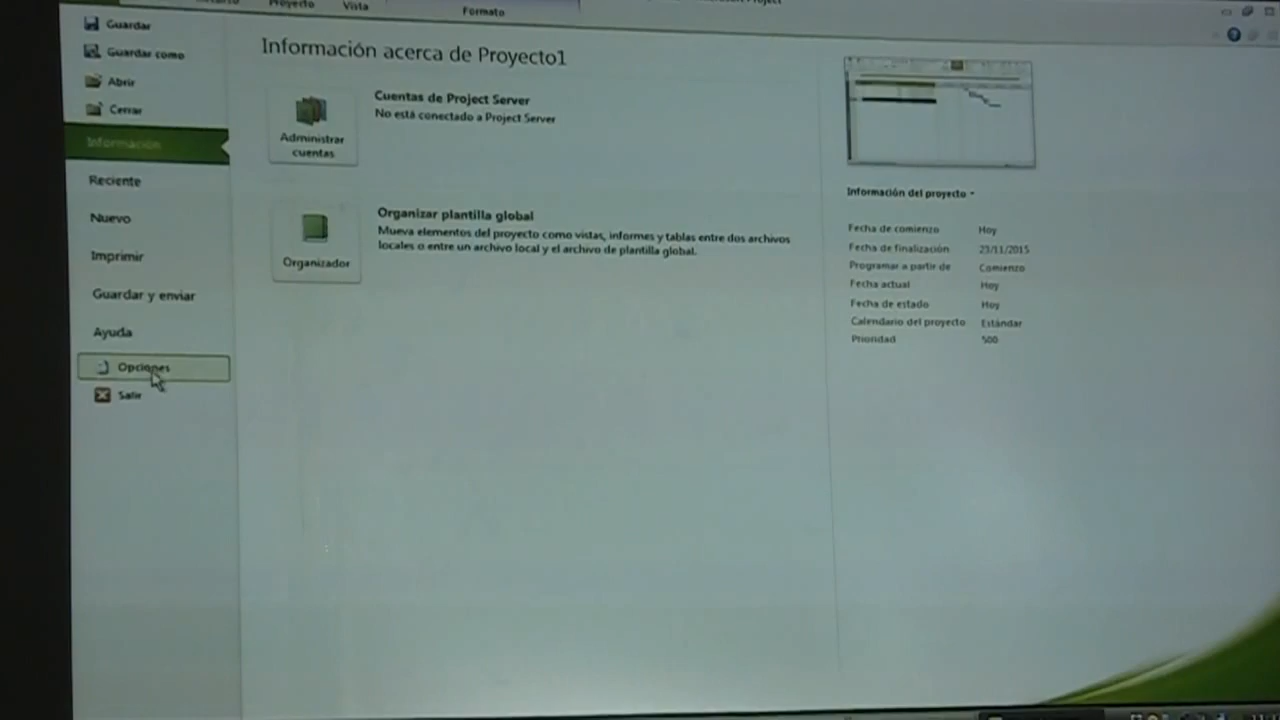 Proyecto
Vista
Formato
Guardar
Guardar como
Abrir
Cerrar
Información
Reciente
Nuevo
Imprimir
Guardar y enviar
Ayuda
Opciones
Salir
Información acerca de Proyecto1
Administrar
cuentas
Cuentas de Project Server
No está conectado a Project Server
Organizador
Organizar plantilla global
Mueva elementos del proyecto como vistas, informes y tablas entre dos archivos
locales o entre un archivo local y el archivo de plantilla global.
Información del proyecto
Fecha de comienzo Hoy
Fecha de finalización 23/11/2015
Programar a partir de Comienzo
Fecha actual Hoy
Fecha de estado Hoy
Calendario del proyecto Estándar
Prioridad 500